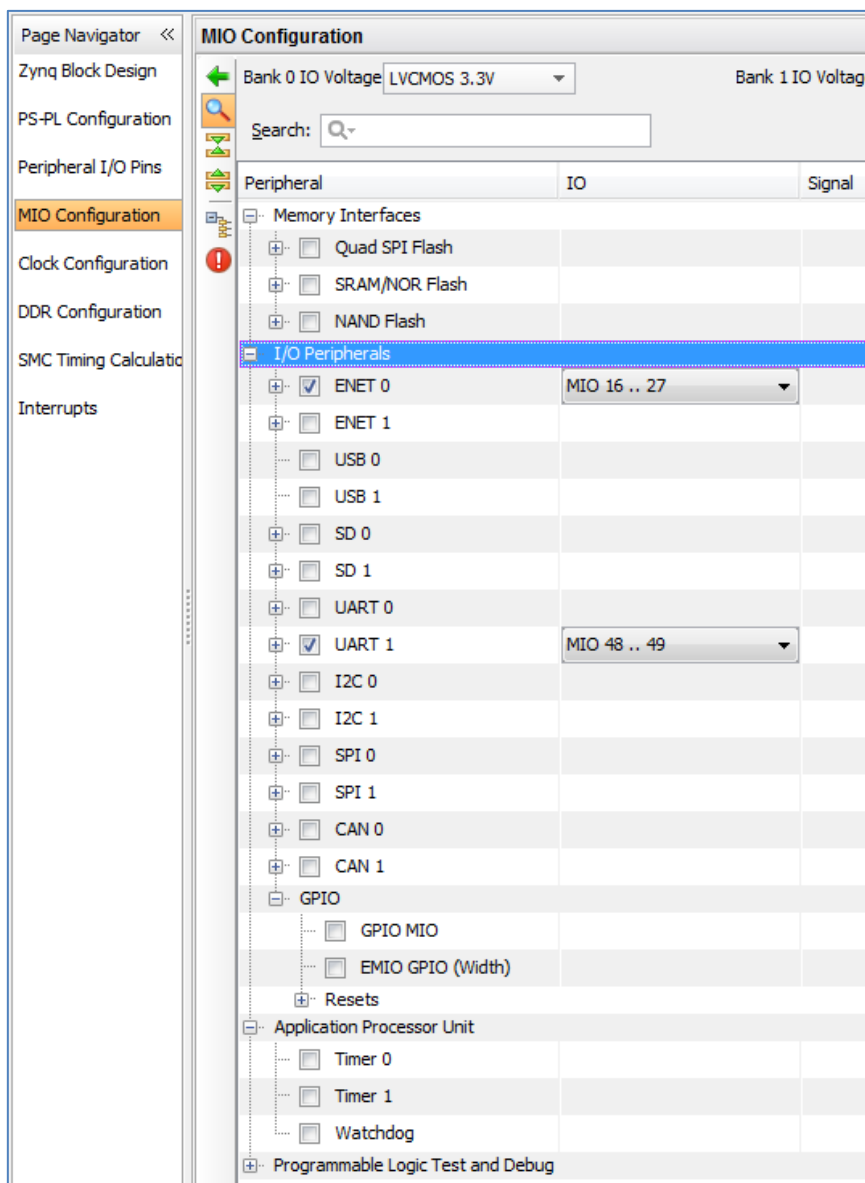 Page Navigator «
MIO Configuration
Zynq Block Design
PS-PL Configuration
Peripheral I/O Pins
MIO Configuration
Clock Configuration
DDR Configuration
SMC Timing Calculatio
Interrupts
Bank 0 IO Voltage LVCMOS 3.3V Bank 1 IO Voltag
Search:
Peripheral IO Signal
Memory Interfaces
Quad SPI Flash
SRAM/NOR Flash
NAND Flash
I/O Peripherals
ENET 0 MIO 16 .. 27
ENET 1
USB 0
USB 1
SD 0
SD 1
UART 0
UART 1 MIO 48 .. 49
I2C 0
I2C 1
SPI 0
SPI 1
CAN 0
CAN 1
GPIO
GPIO MIO
EMIO GPIO (Width)
Resets
Application Processor Unit
Timer 0
Timer 1
Watchdog
Programmable Logic Test and Debug